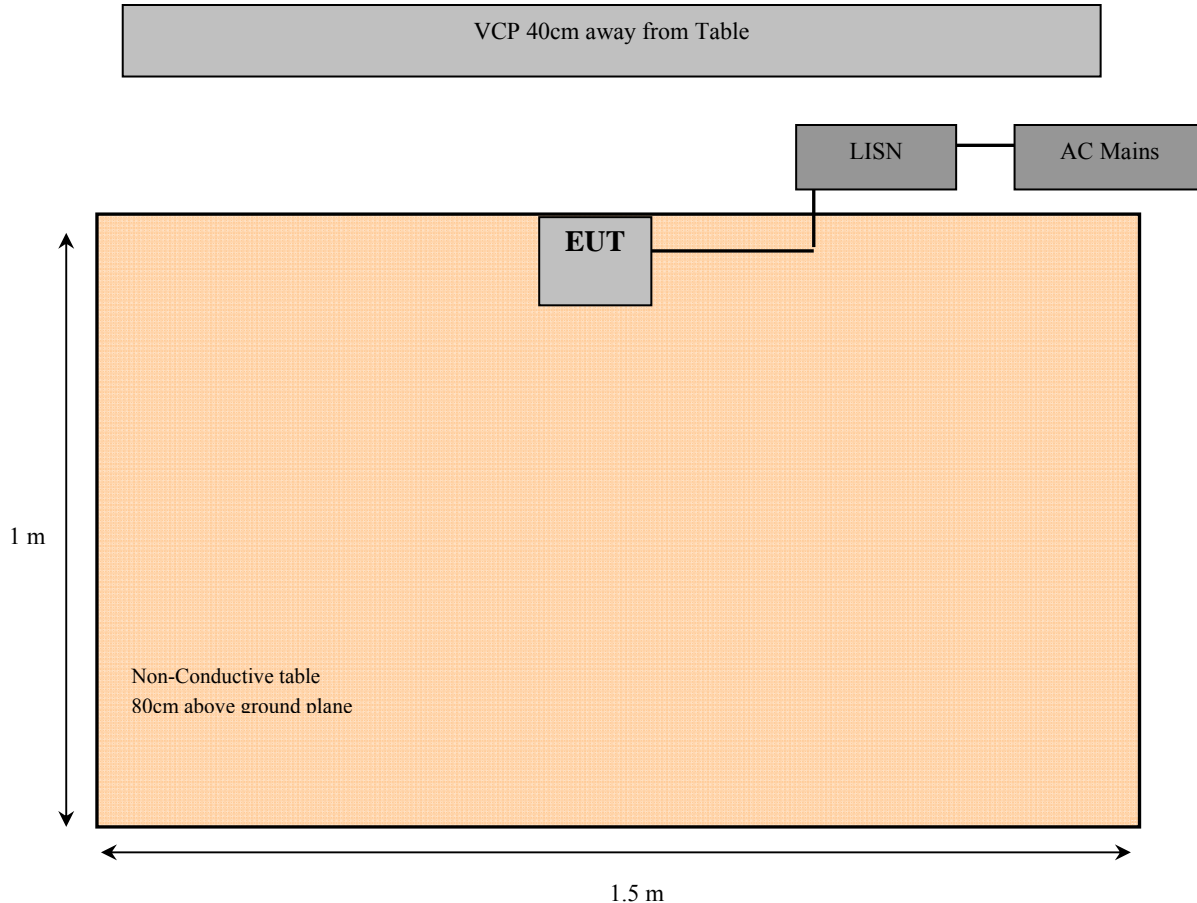 VCP 40cm away from Table
LISN
AC Mains
EUT
1 m
Non-Conductive table
80cm above ground plane
1.5 m